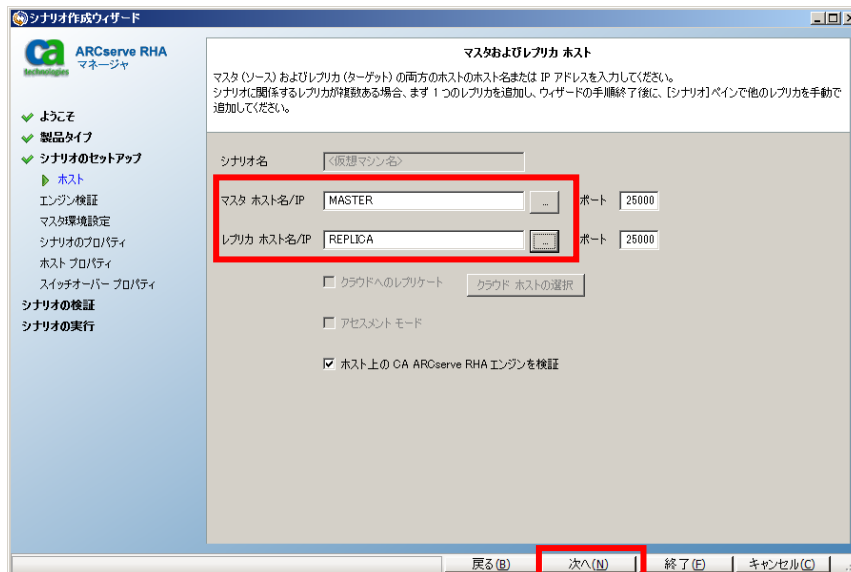 シナリオ作成ウィザード
ca
technologies
ARCserve RHA
マネージャ
ようこそ
製品タイプ
シナリオのセットアップ
ホスト
エンジン検証
マスタ環境設定
シナリオのプロパティ
ホスト プロパティ
スイッチオーバー プロパティ
シナリオの検証
シナリオの実行
マスタおよびレプリカ ホスト
マスタ (ソース) およびレプリカ (ターゲット) の両方のホストのホスト名または IP アドレスを入力してください。
シナリオに関係するレプリカが複数ある場合、まず 1 つのレプリカを追加し、ウィザードの手順終了後に、[シナリオ] ペインで他のレプリカを手動で
追加してください。
シナリオ名 <仮想マシン名>
マスタ ホスト名/IP MASTER ... ポート 25000
レプリカ ホスト名/IP REPLICA ... ポート 25000
クラウドへのレプリケート クラウド ホストの選択
アセスメント モード
ホスト上の CA ARCserve RHA エンジンを検証
戻る(B) 次へ(N) 終了(F) キャンセル(C)